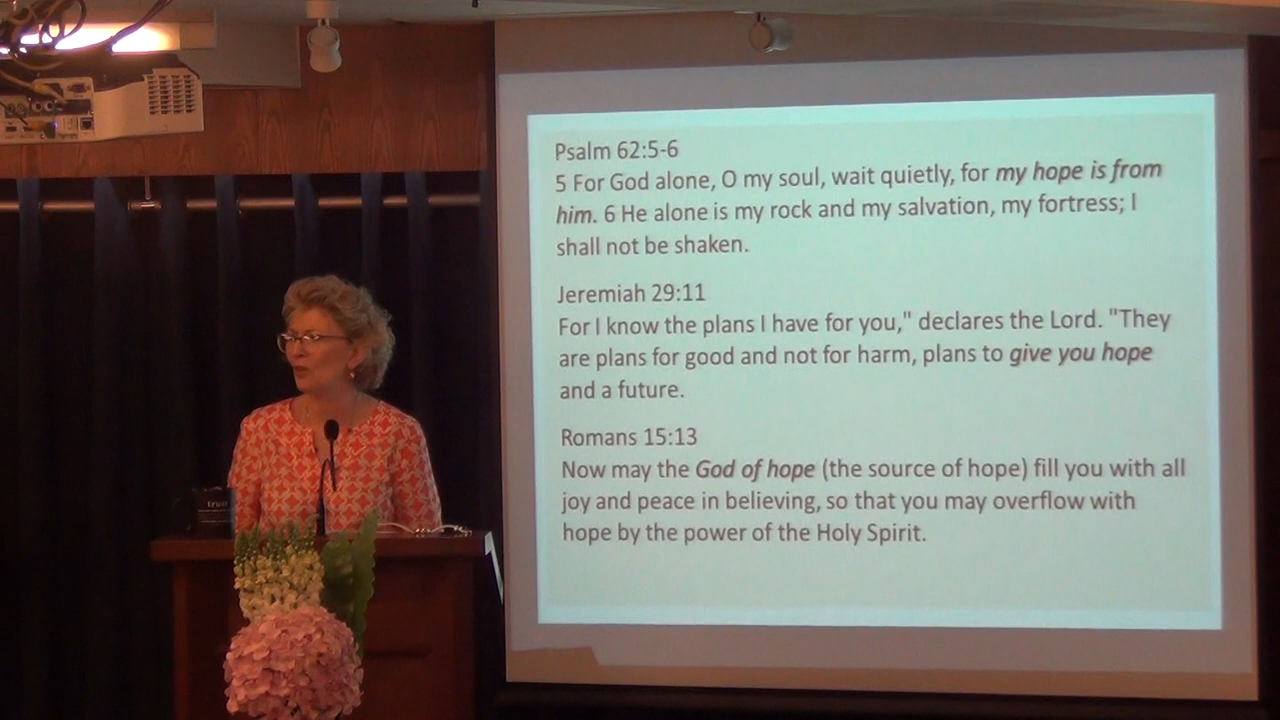 Psalm 62:5-6
5 For God alone, O my soul, wait quietly, for my hope is from
him. 6 He alone is my rock and my salvation, my fortress; I
shall not be shaken.
Jeremiah 29:11
For I know the plans I have for you," declares the Lord. "They
are plans for good and not for harm, plans to give you hope
and a future.
Romans 15:13
Now may the God of hope (the source of hope) fill you with all
joy and peace in believing, so that you may overflow with
hope by the power of the Holy Spirit.